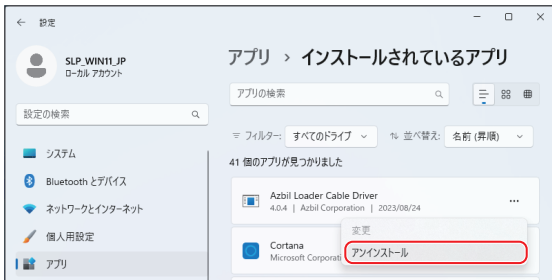 ← 設定
SLP_WIN11_JP
ローカル アカウント
設定の検索
システム
Bluetooth とデバイス
ネットワークとインターネット
個人用設定
アプリ
アプリ › インストールされているアプリ
アプリの検索
フィルター: すべてのドライブ 並べ替え: 名前 (昇順)
41 個のアプリが見つかりました
Azbil Loader Cable Driver
4.0.4 | Azbil Corporation | 2023/08/24
変更
アンインストール
Cortana
Microsoft Corporati